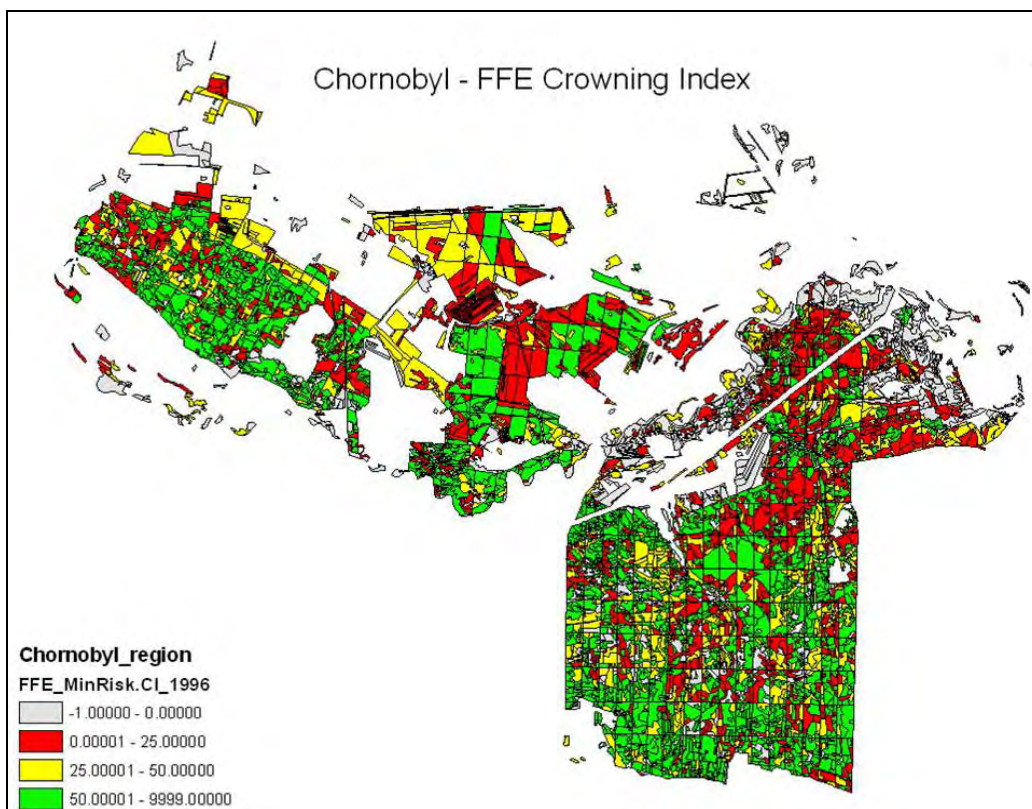 Chornobyl - FFE Crowning Index
Chornobyl_region
FFE_MinRisk.CI_1996
-1.00000 - 0.00000
0.00001 - 25.00000
25.00001 - 50.00000
50.00001 - 9999.00000